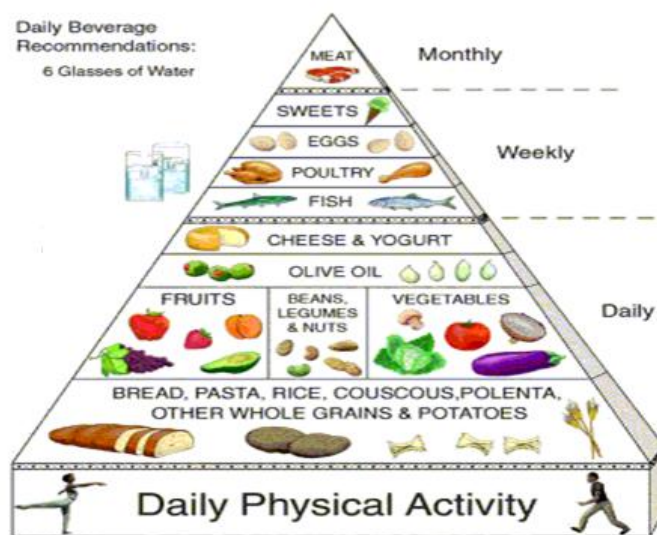 Daily Beverage
Recommendations:
6 Glasses of Water
MEAT
Monthly
SWEETS
EGGS
Weekly
POULTRY
FISH
CHEESE & YOGURT
OLIVE OIL
FRUITS
BEANS,
LEGUMES
& NUTS
VEGETABLES
Daily
BREAD, PASTA, RICE, COUSCOUS,POLENTA,
OTHER WHOLE GRAINS & POTATOES
Daily Physical Activity